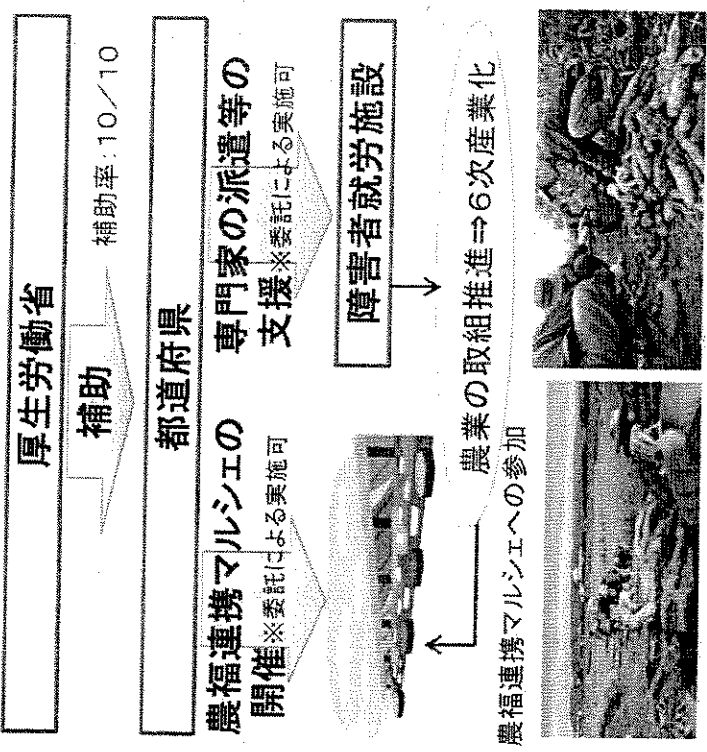 厚生労働省
補助
補助率：10／10
都道府県
農福連携マルシェの
開催※委託による実施可
専門家の派遣等の
支援※委託による実施可
障害者就労施設
農業の取組推進⇒6次産業化
農福連携マルシェへの参加